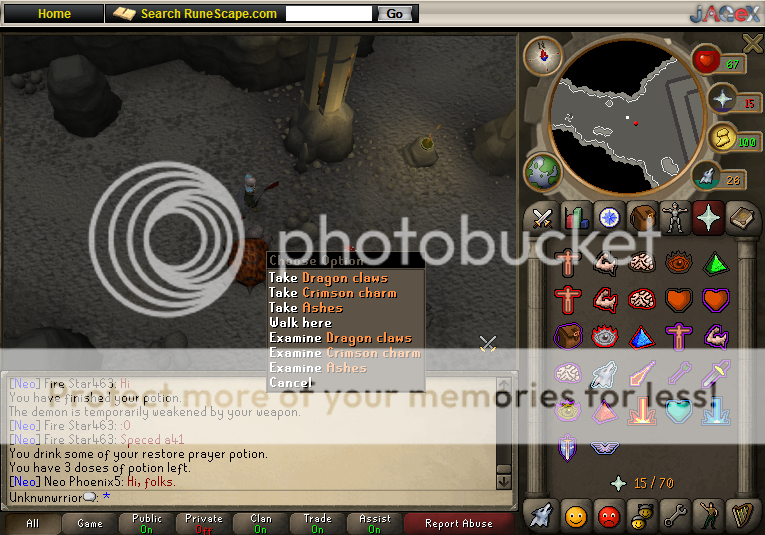 Home
Search RuneScape.com
Go
JAGeX
N
67
15
100
26
photobucket
Choose Option
Take Dragon claws
Take Crimson charm
Take Ashes
Walk here
Examine Dragon claws
Examine Crimson charm
Examine Ashes
Cancel
Protect more of your memories for less!
[Neo] Fire Star463: Hi
You have finished your potion.
The demon is temporarily weakened by your weapon.
[Neo] Fire Star463: :O
[Neo] Fire Star463: Speced a41
You drink some of your restore prayer potion.
You have 3 doses of potion left.
[Neo] Neo Phoenix5: Hi, folks.
Unknwnwrrior: *
15 / 70
All
Game
Public
On
Private
Clan
On
Trade
On
Assist
On
Report Abuse